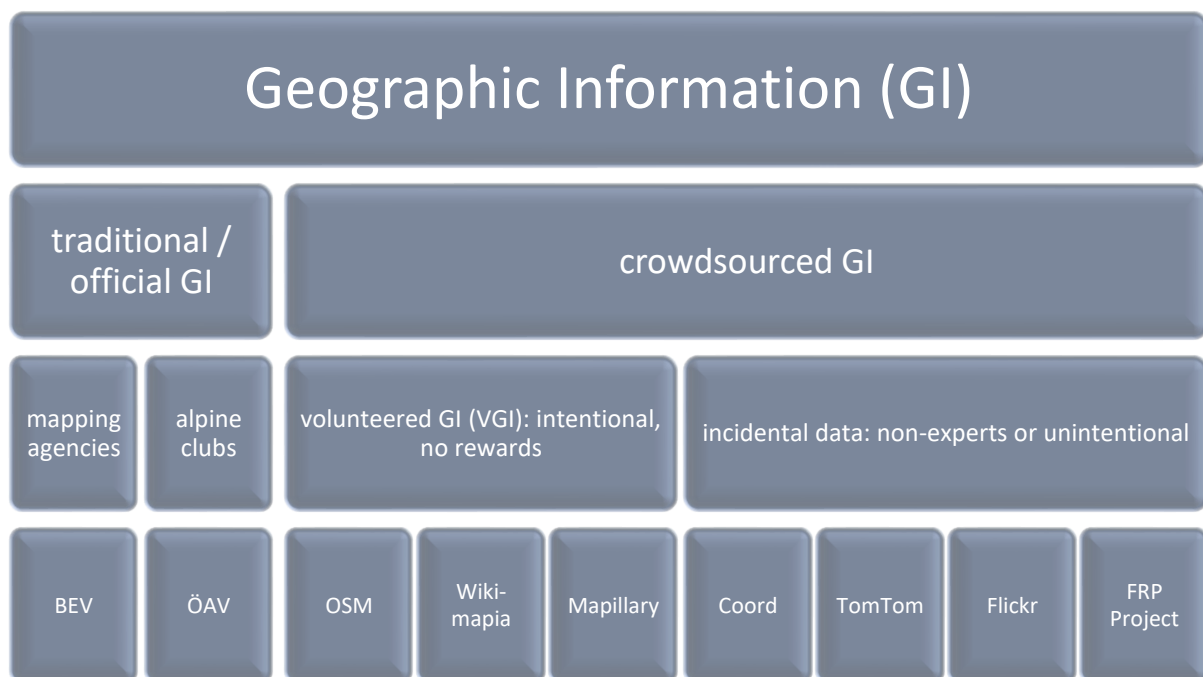 Geographic Information (GI)
traditional /
official GI
crowdsourced GI
mapping
agencies
alpine
clubs
volunteered GI (VGI): intentional,
no rewards
incidental data: non-experts or unintentional
BEV
ÖAV
OSM
Wiki-
mapia
Mapillary
Coord
TomTom
Flickr
FRP
Project